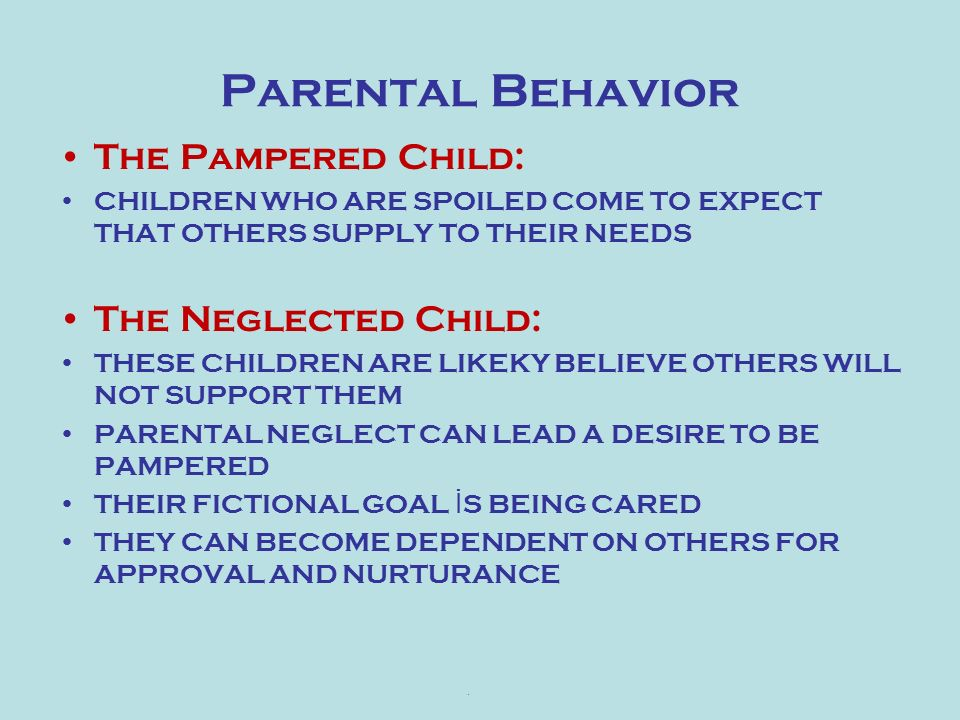 Parental Behavior
• The Pampered Child:
• CHILDREN WHO ARE SPOILED COME TO EXPECT
THAT OTHERS SUPPLY TO THEIR NEEDS
• The Neglected Child:
• THESE CHILDREN ARE LIKEKY BELIEVE OTHERS WILL
NOT SUPPORT THEM
• PARENTAL NEGLECT CAN LEAD A DESIRE TO BE
PAMPERED
• THEIR FICTIONAL GOAL İS BEING CARED
• THEY CAN BECOME DEPENDENT ON OTHERS FOR
APPROVAL AND NURTURANCE
.